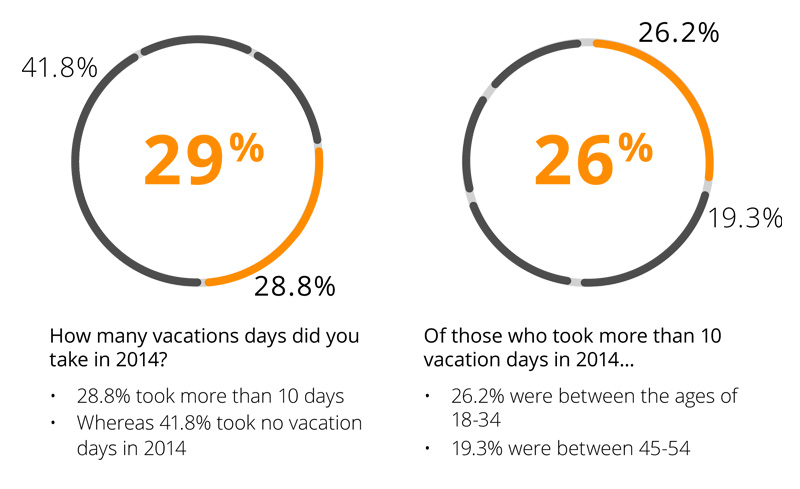 41.8%
29%
28.8%
26.2%
26%
19.3%
How many vacations days did you
take in 2014?
• 28.8% took more than 10 days
• Whereas 41.8% took no vacation
days in 2014
Of those who took more than 10
vacation days in 2014...
• 26.2% were between the ages of
18-34
• 19.3% were between 45-54